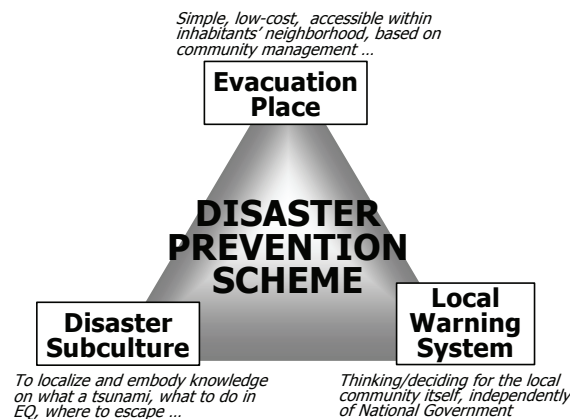 Simple, low-cost, accessible within
inhabitants' neighborhood, based on
community management ...
Evacuation
Place
DISASTER
PREVENTION
SCHEME
Disaster
Subculture
Local
Warning
System
To localize and embody knowledge
on what a tsunami, what to do in
EQ, where to escape ...
Thinking/deciding for the local
community itself, independently
of National Government